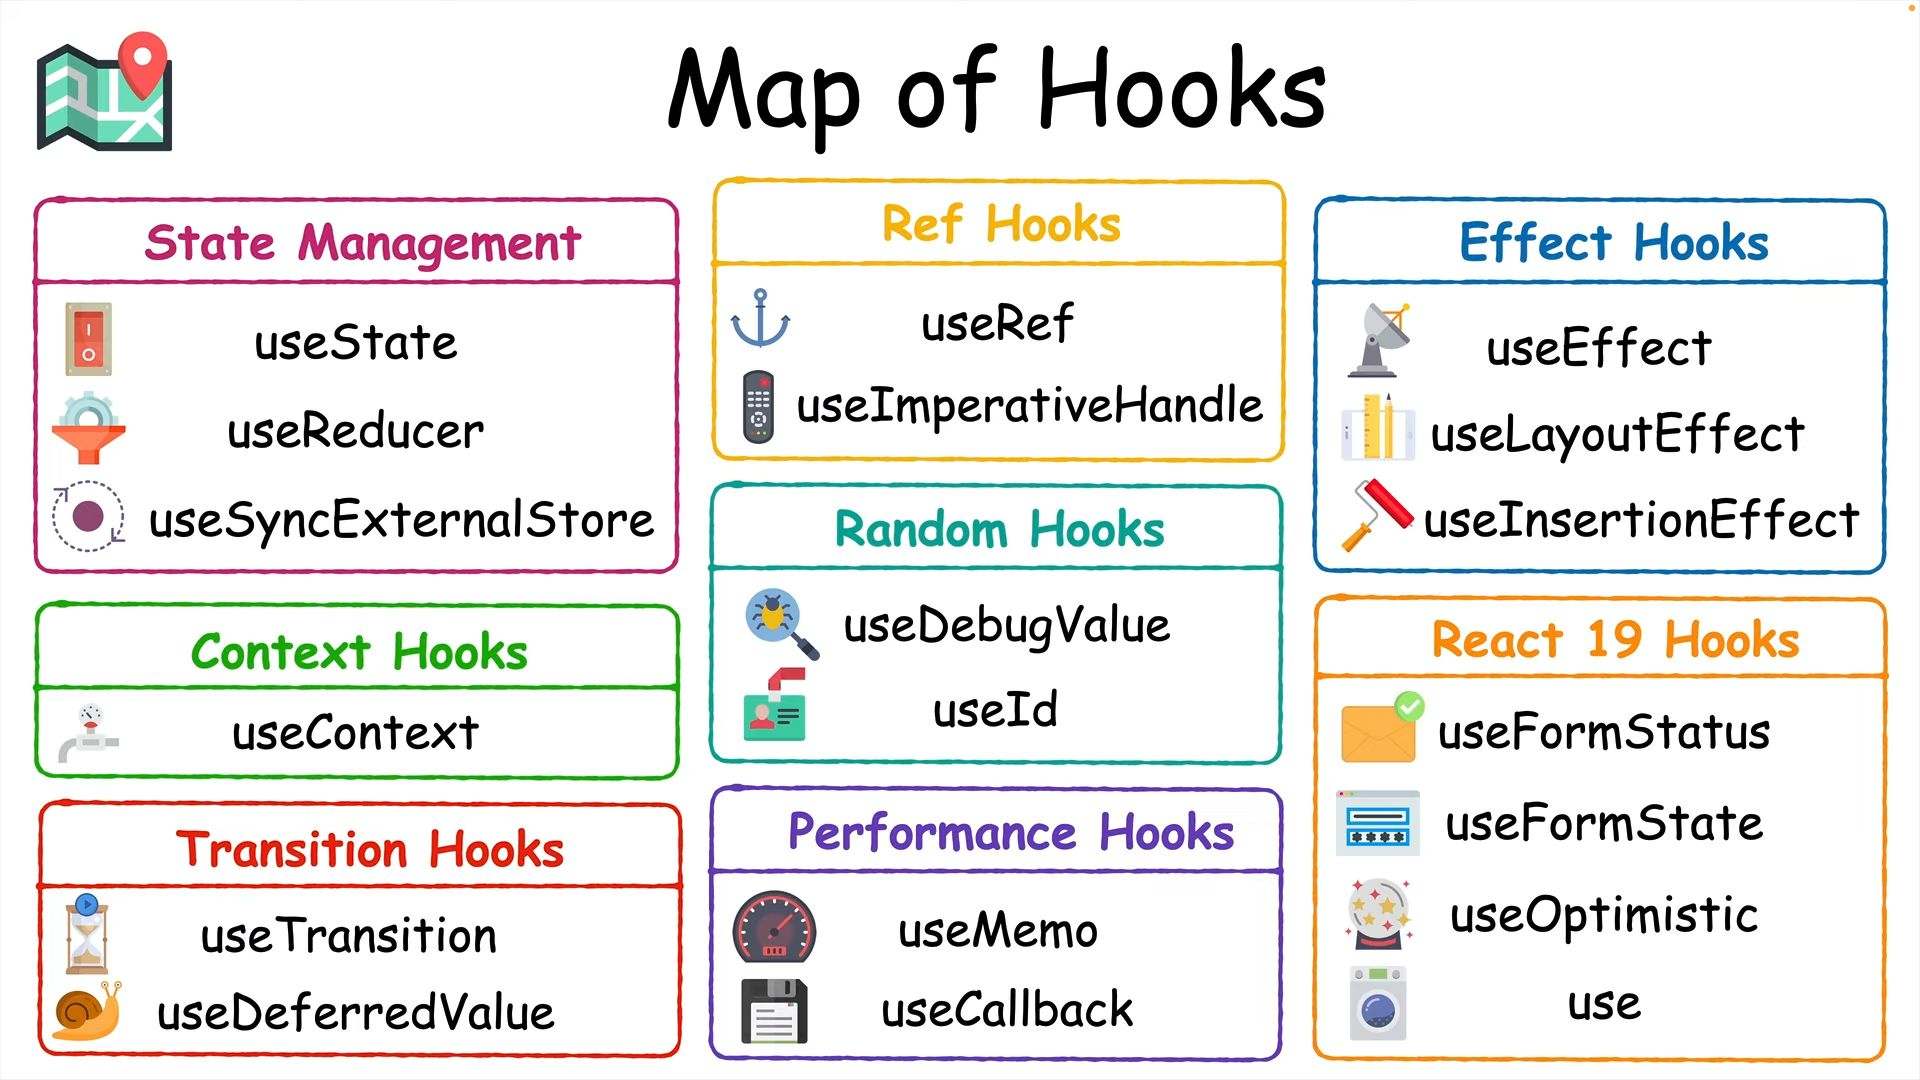 Map of Hooks
State Management
useState
useReducer
useSyncExternalStore
Context Hooks
useContext
Transition Hooks
useTransition
useDeferredValue
Ref Hooks
useRef
useImperativeHandle
Random Hooks
useDebugValue
useId
Performance Hooks
useMemo
useCallback
Effect Hooks
useEffect
useLayoutEffect
useInsertionEffect
React 19 Hooks
useFormStatus
useFormState
useOptimistic
use